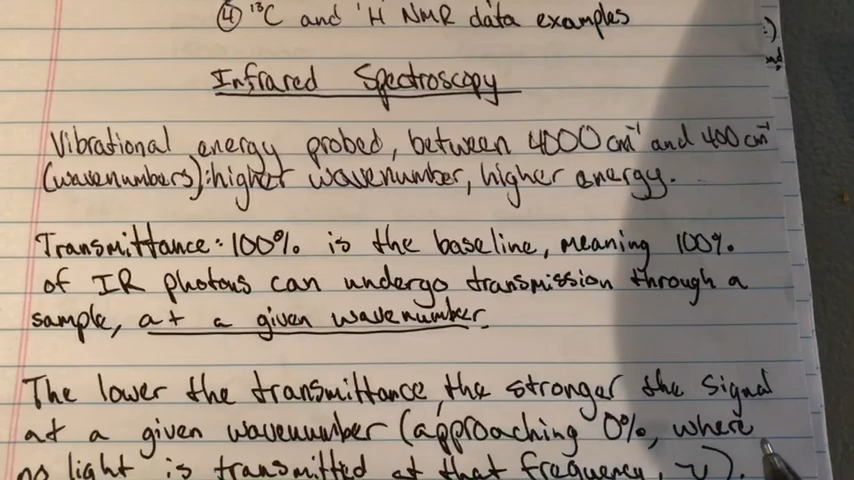 ④ ¹³C and ¹H NMR data examples
Infrared Spectroscopy
Vibrational energy probed, between 4000 cm⁻¹ and 400 cm⁻¹
(wavenumbers): higher wavenumber, higher energy.
Transmittance: 100% is the baseline, meaning 100%
of IR photons can undergo transmission through a
sample, at a given wavenumber.
The lower the transmittance, the stronger the signal
at a given wavenumber (approaching 0%, where
no light is transmitted at that frequency, ν).